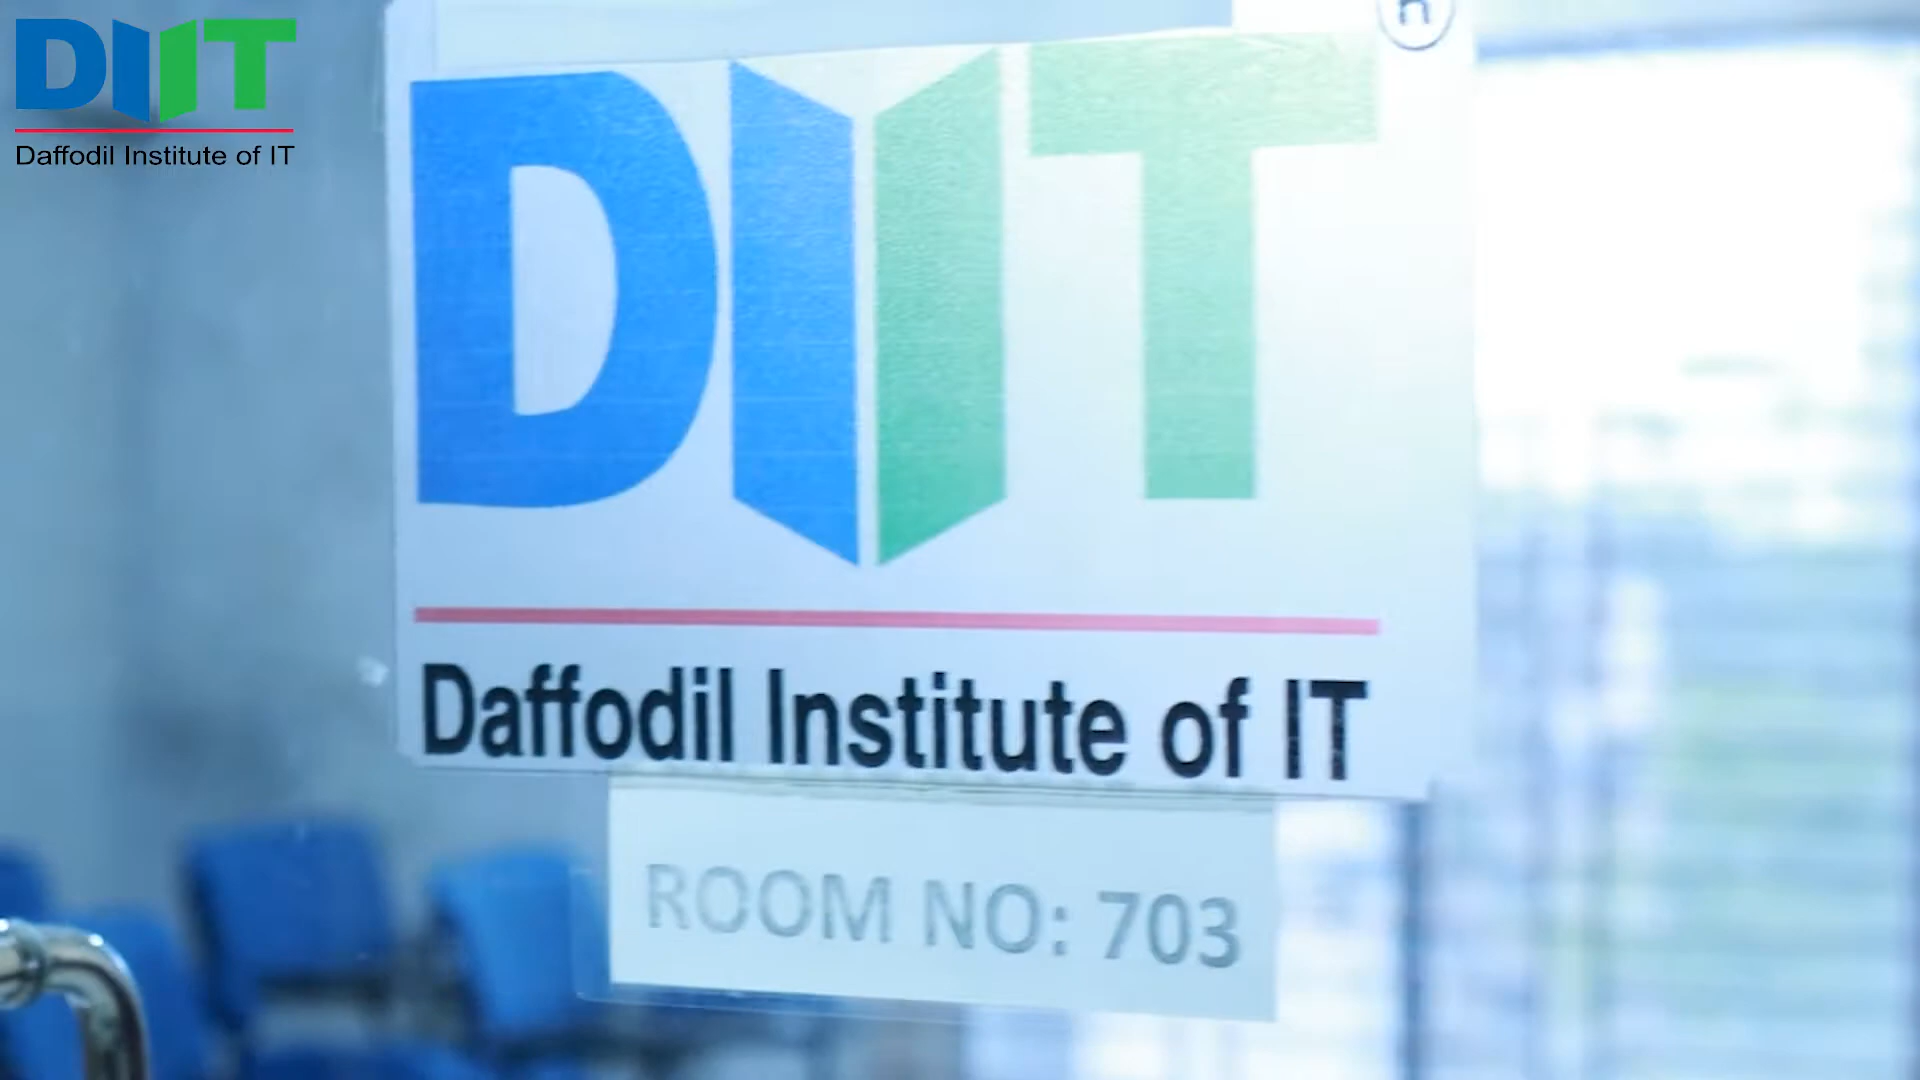 DIIT
Daffodil Institute of IT
DIIT
Daffodil Institute of IT
ROOM NO: 703